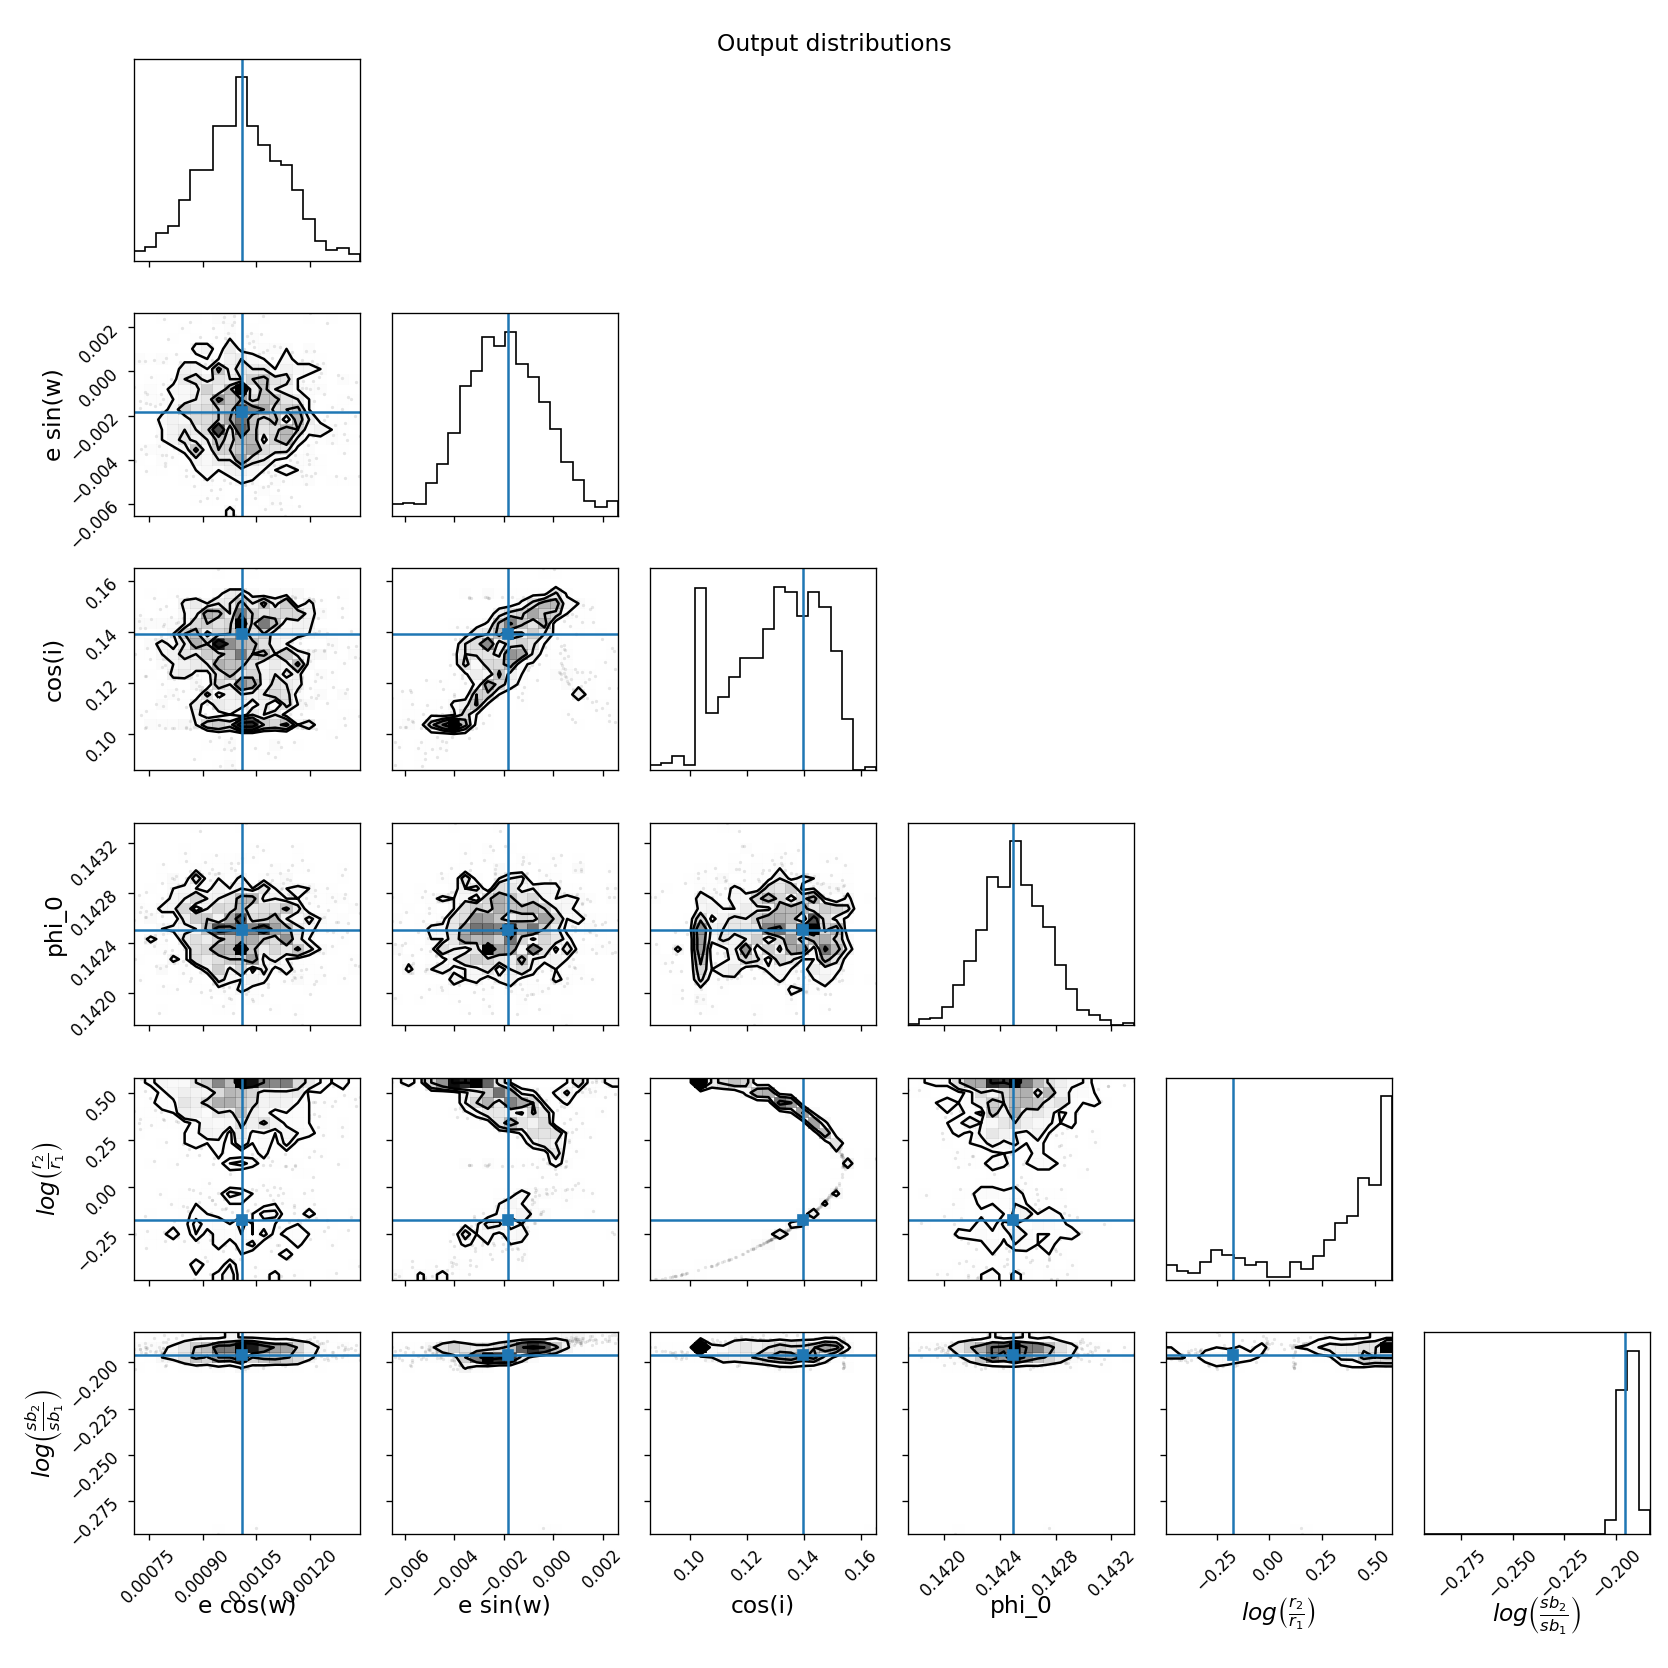 Output distributions
0.002
0.000
−0.002
−0.004
−0.006
e sin(w)
0.16
0.14
0.12
0.10
cos(i)
0.1432
0.1428
0.1424
0.1420
phi_0
0.50
0.25
0.00
−0.25
log(r2/r1)
−0.200
−0.225
−0.250
−0.275
log(sb2/sb1)
0.00075 0.00090 0.00105 0.00120
−0.006 −0.004 −0.002 0.000 0.002
0.10 0.12 0.14 0.16
0.1420 0.1424 0.1428 0.1432
−0.25 0.00 0.25 0.50
−0.275 −0.250 −0.225 −0.200
e cos(w) e sin(w) cos(i) phi_0 log(r2/r1) log(sb2/sb1)